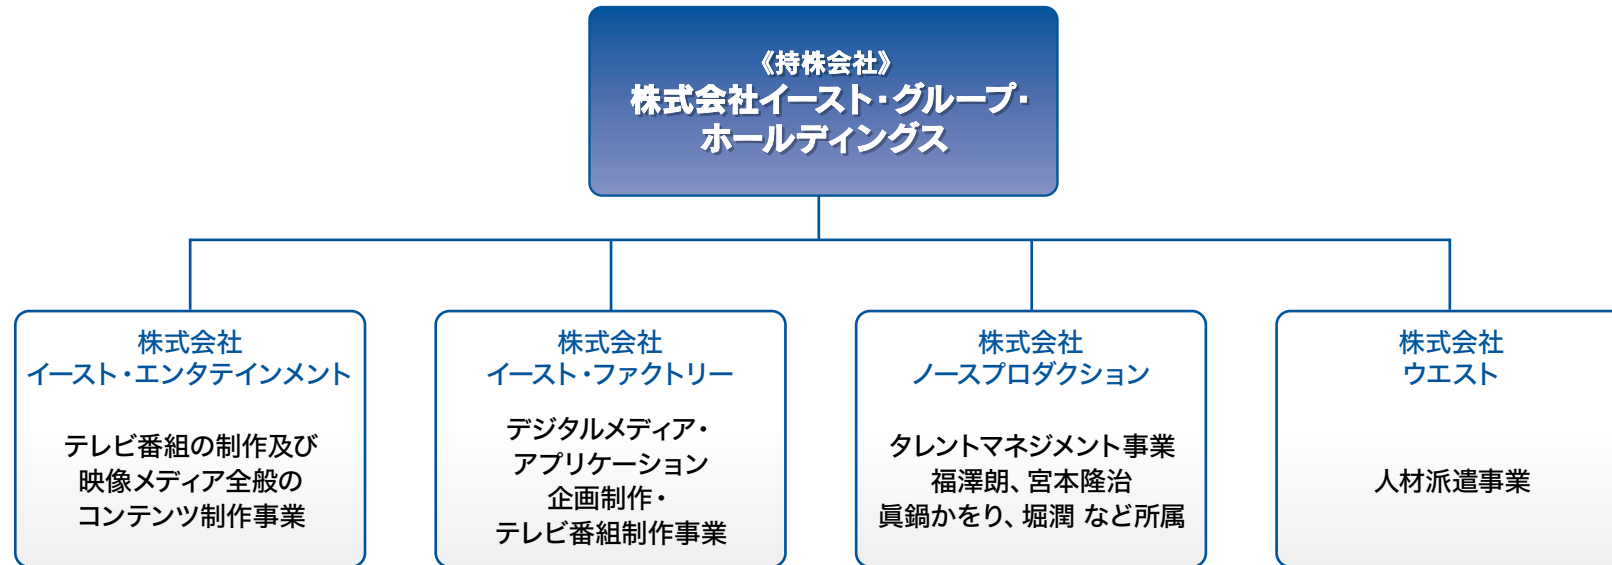 《持株会社》
株式会社イースト・グループ・
ホールディングス
株式会社
イースト・エンタテインメント
テレビ番組の制作及び
映像メディア全般の
コンテンツ制作事業
株式会社
イースト・ファクトリー
デジタルメディア・
アプリケーション
企画制作・
テレビ番組制作事業
株式会社
ノースプロダクション
タレントマネジメント事業
福澤朗、宮本隆治
眞鍋かをり、堀潤 など所属
株式会社
ウエスト
人材派遣事業